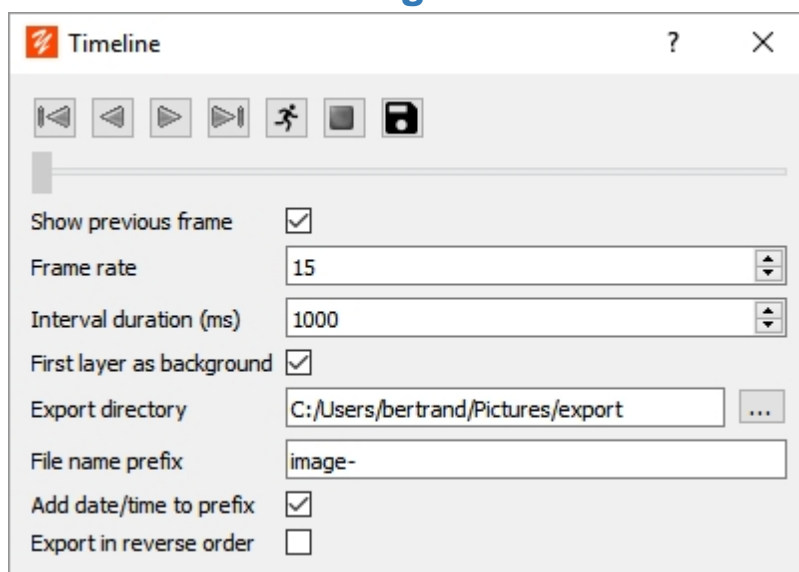 Timeline
Show previous frame
Frame rate 15
Interval duration (ms) 1000
First layer as background
Export directory C:/Users/bertrand/Pictures/export ...
File name prefix image-
Add date/time to prefix
Export in reverse order